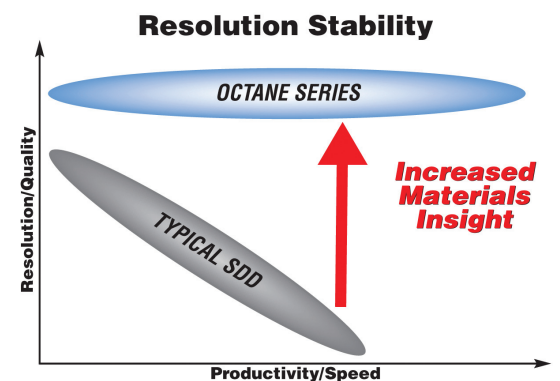 Resolution Stability
OCTANE SERIES
Resolution/Quality
TYPICAL SDD
Increased
Materials
Insight
Productivity/Speed